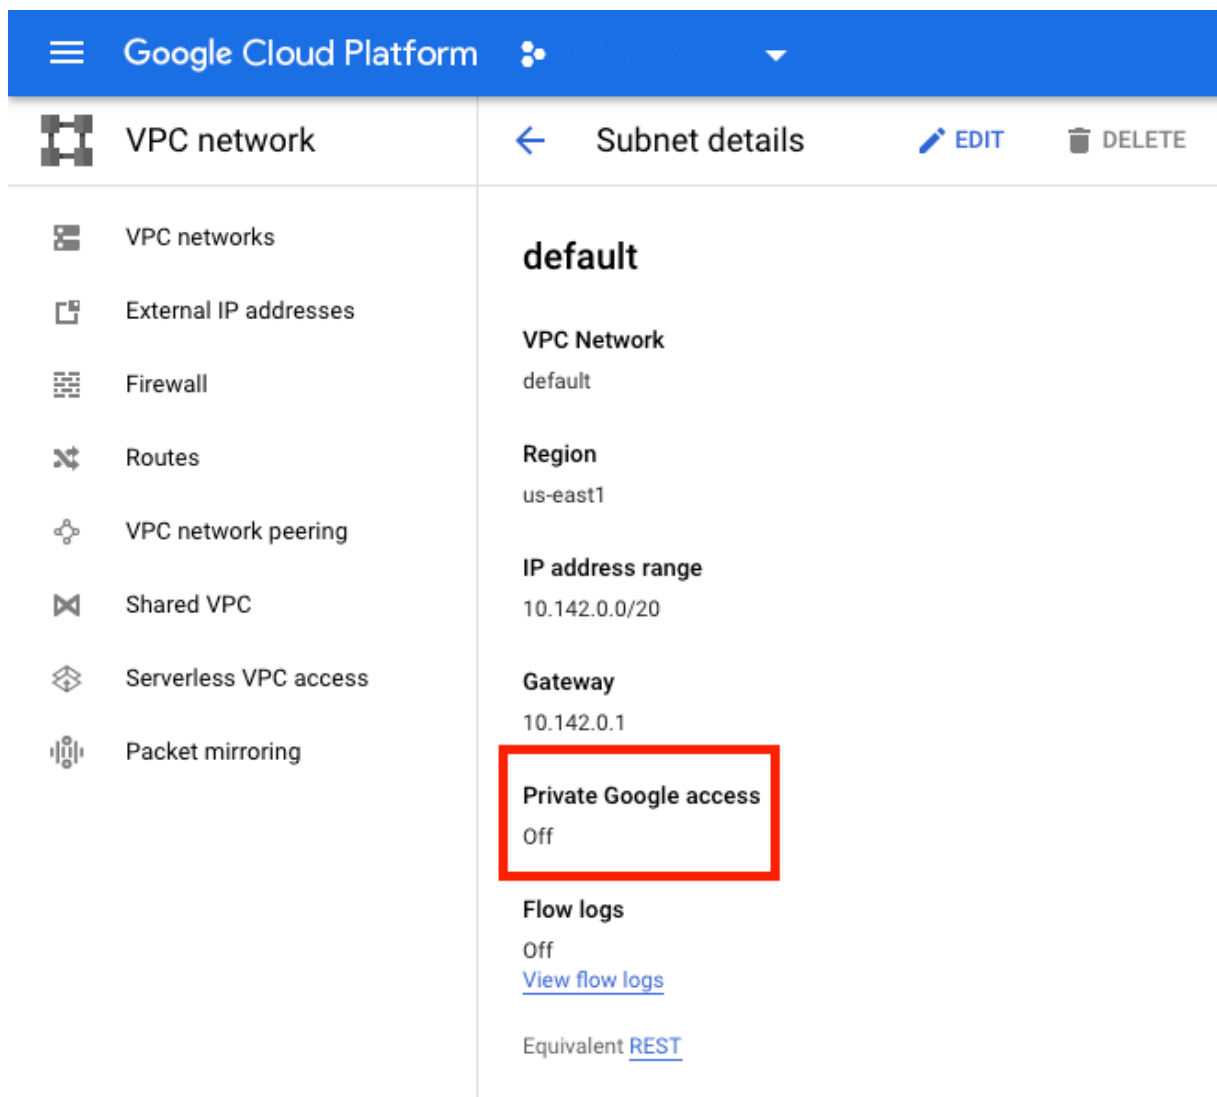 Google Cloud Platform
VPC network
Subnet details
EDIT
DELETE
VPC networks
External IP addresses
Firewall
Routes
VPC network peering
Shared VPC
Serverless VPC access
Packet mirroring
default
VPC Network
default
Region
us-east1
IP address range
10.142.0.0/20
Gateway
10.142.0.1
Private Google access
Off
Flow logs
Off
View flow logs
Equivalent REST